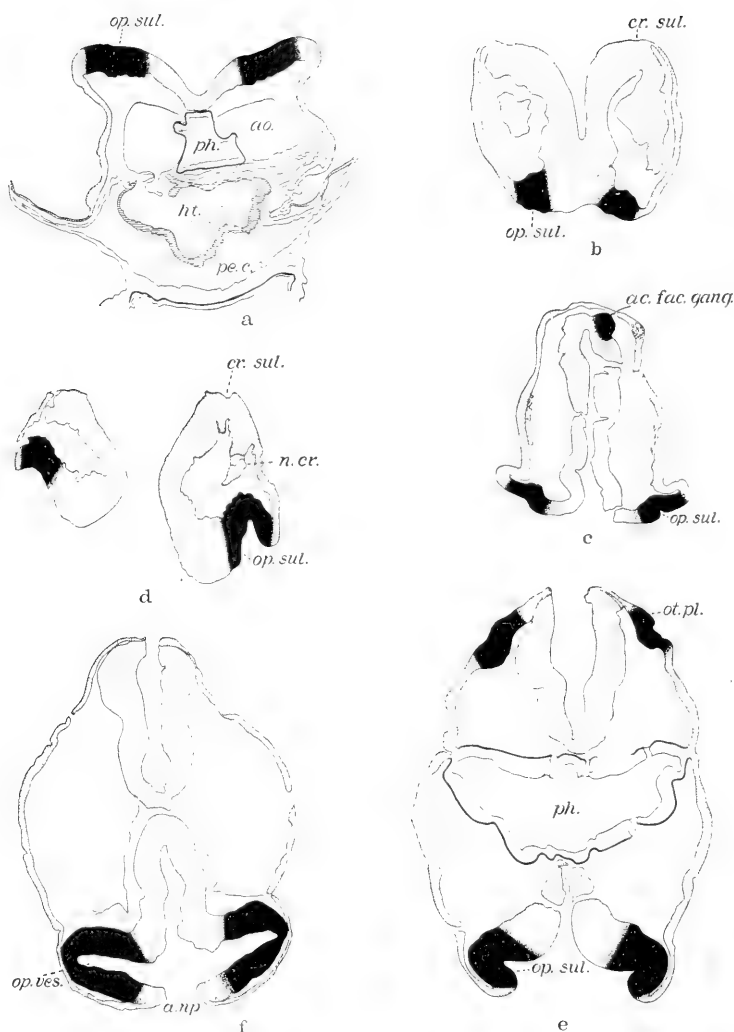 op. sul.
ao.
ph.
ht.
pe.c.
a
cr. sul.
op. sul.
b
ac. fac. gang.
op. sul.
c
cr. sul.
n. cr.
op. sul.
d
ot. pl.
ph.
op. sul.
e
op. ves.
a. np
f